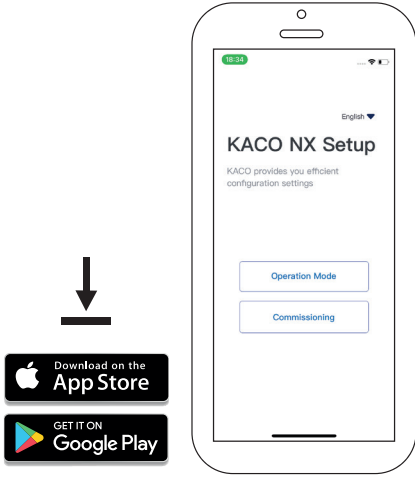 18:34
English
KACO NX Setup
KACO provides you efficient
configuration settings
Operation Mode
Commissioning
Download on the
App Store
GET IT ON
Google Play